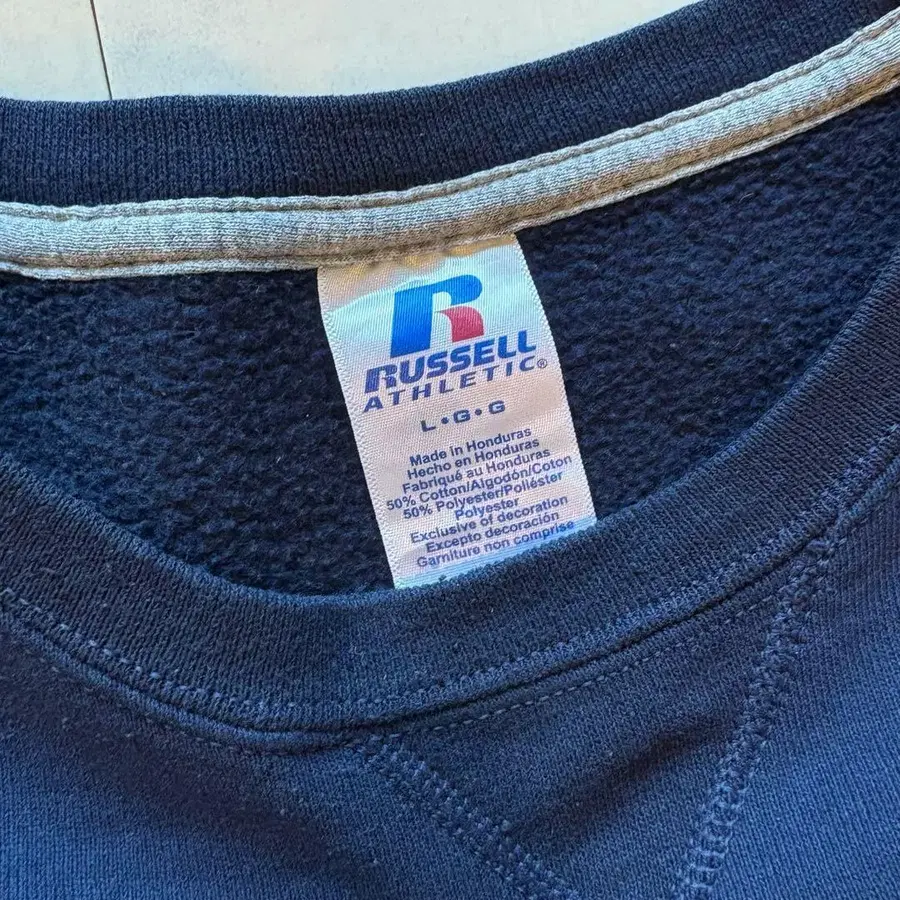 RUSSELL
ATHLETIC®
L•G•G
Made in Honduras
Hecho en Honduras
Fabriqué au Honduras
50% Cotton/Algodón/Coton
50% Polyester/Poliéster
Polyester
Exclusive of decoration
Excepto decoración
Garniture non comprise